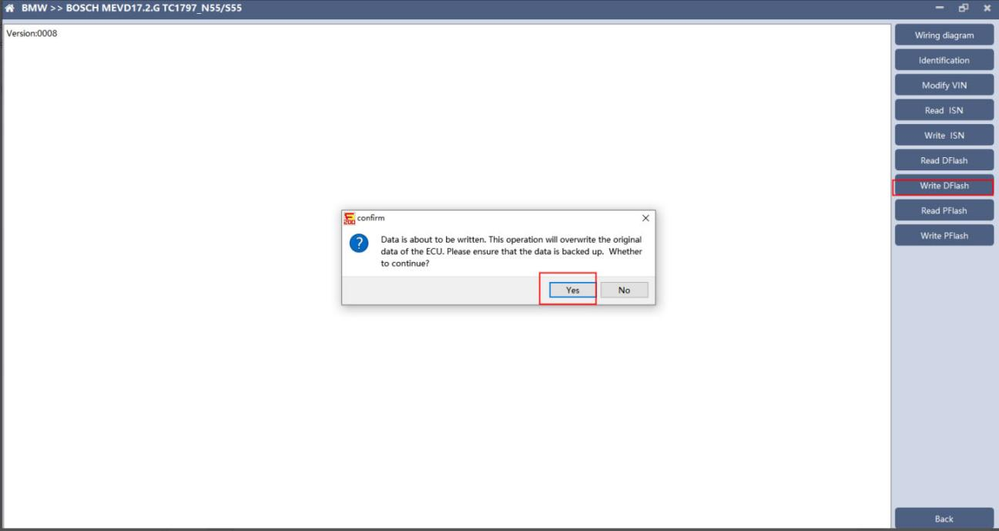 BMW >> BOSCH MEVD17.2.G TC1797_N55/S55
Version:0008
Wiring diagram
Identification
Modify VIN
Read ISN
Write ISN
Read DFlash
Write DFlash
Read PFlash
Write PFlash
confirm
Data is about to be written. This operation will overwrite the original
data of the ECU. Please ensure that the data is backed up. Whether
to continue?
Yes
No
Back